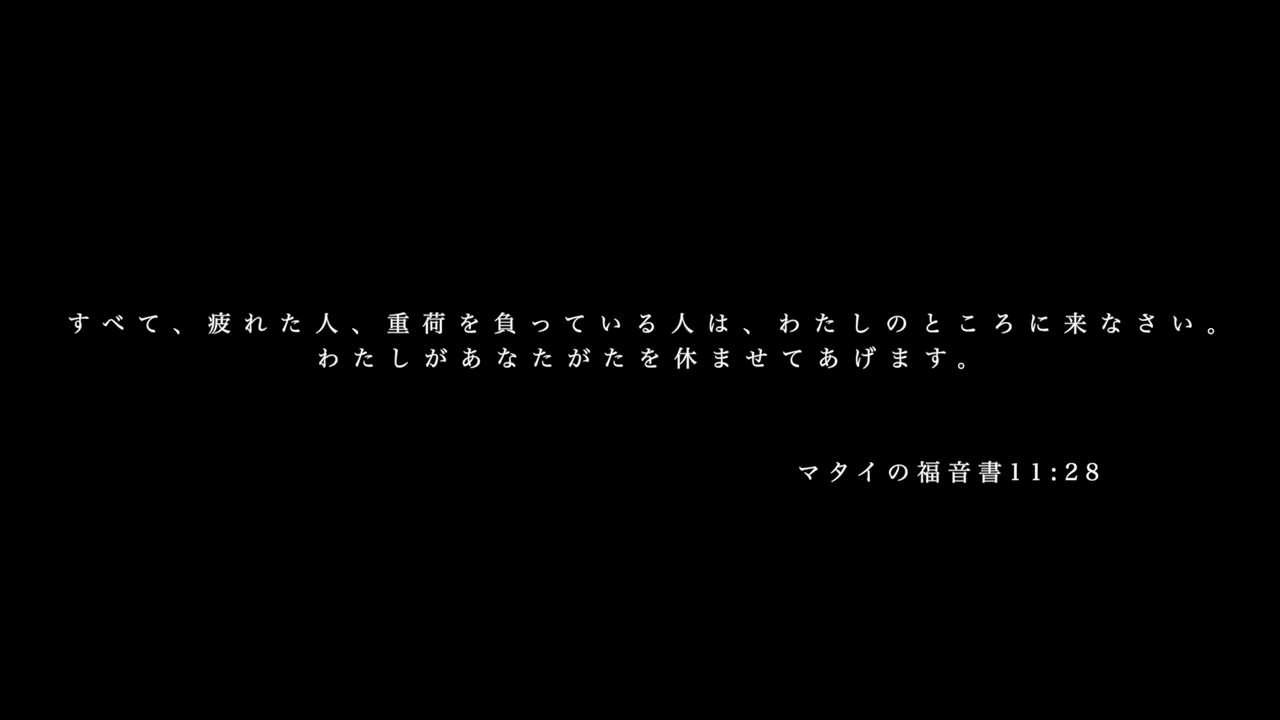 すべて、疲れた人、重荷を負っている人は、わたしのところに来なさい。
わたしがあなたがたを休ませてあげます。
マタイの福音書11:28